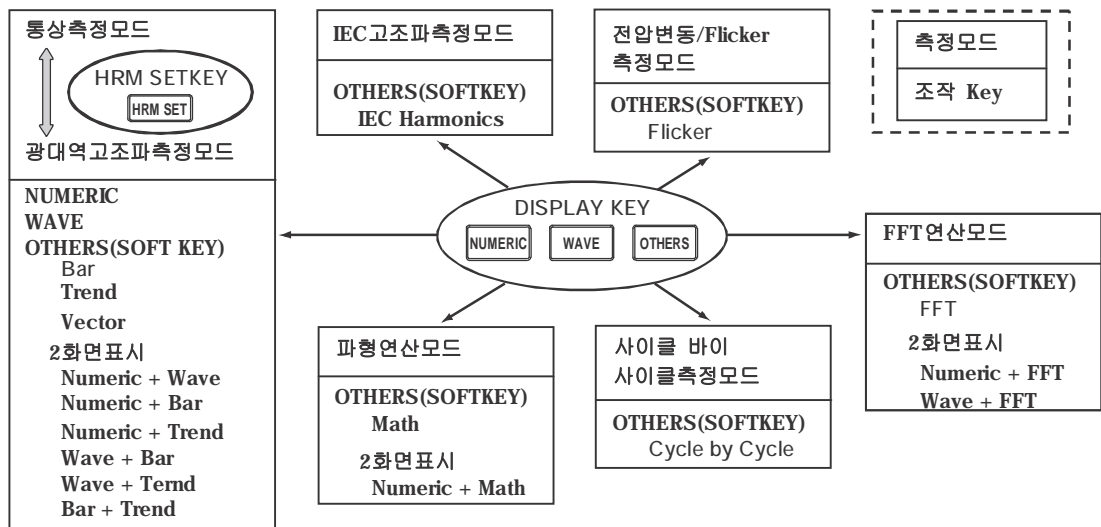 통상측정모드
HRM SETKEY
HRM SET
광대역고조파측정모드
NUMERIC
WAVE
OTHERS(SOFT KEY)
Bar
Trend
Vector
2화면표시
Numeric + Wave
Numeric + Bar
Numeric + Trend
Wave + Bar
Wave + Ternd
Bar + Trend
IEC고조파측정모드
OTHERS(SOFTKEY)
IEC Harmonics
전압변동/Flicker
측정모드
OTHERS(SOFTKEY)
Flicker
측정모드
조작 Key
DISPLAY KEY
NUMERIC
WAVE
OTHERS
파형연산모드
OTHERS(SOFTKEY)
Math
2화면표시
Numeric + Math
사이클 바이
사이클측정모드
OTHERS(SOFTKEY)
Cycle by Cycle
FFT연산모드
OTHERS(SOFTKEY)
FFT
2화면표시
Numeric + FFT
Wave + FFT